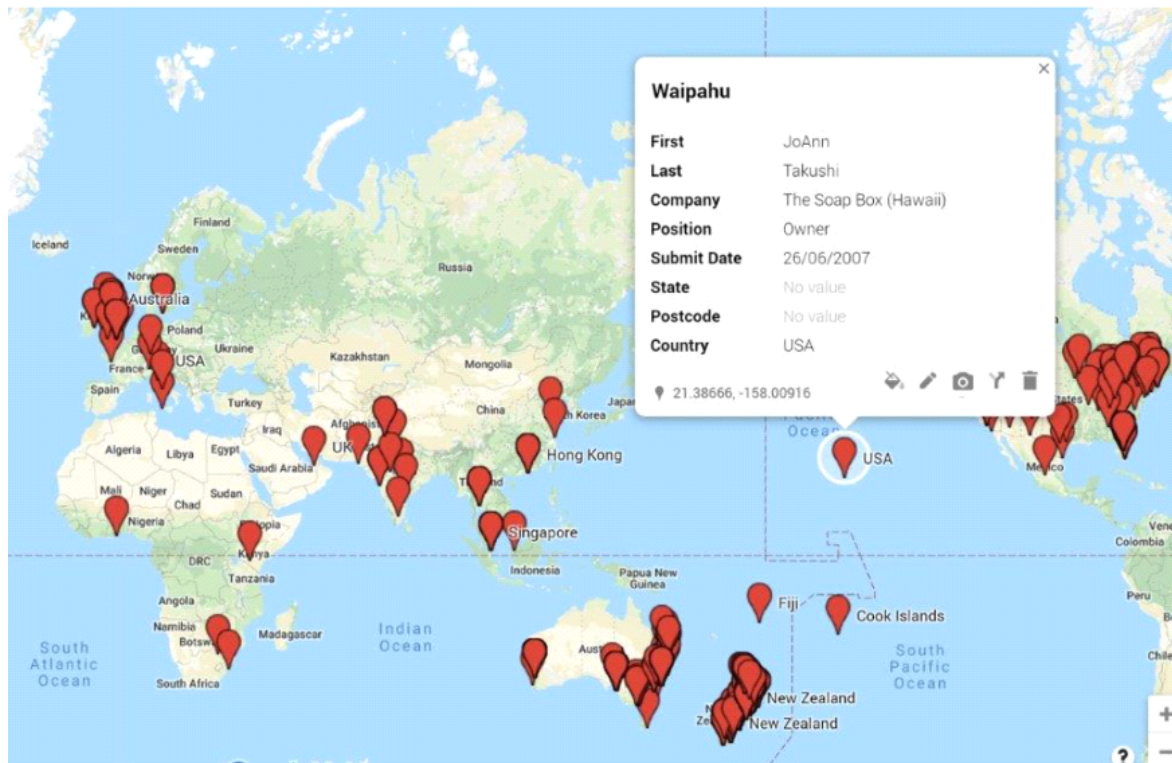 Waipahu
First JoAnn
Last Takushi
Company The Soap Box (Hawaii)
Position Owner
Submit Date 26/06/2007
State No value
Postcode No value
Country USA
21.38666, -158.00916
Iceland
Finland
Sweden
Russia
Australia
Poland
Ukraine
USA
France
Spain
Kazakhstan
Mongolia
Turkey
China
Iraq
UK
Hong Kong
Algeria
Libya
Egypt
Saudi Arabia
Ocean
USA
Mexico
Mali
Niger
Chad
Sudan
Nigeria
Singapore
DRC
Kenya
Colombia
Indonesia
Papua New
Guinea
Tanzania
Peru
Angola
Fiji
Cook Islands
Namibia
Madagascar
Indian
Ocean
South
Atlantic
Ocean
South Africa
South
Pacific
Ocean
New Zealand
New Zealand
+
?
−